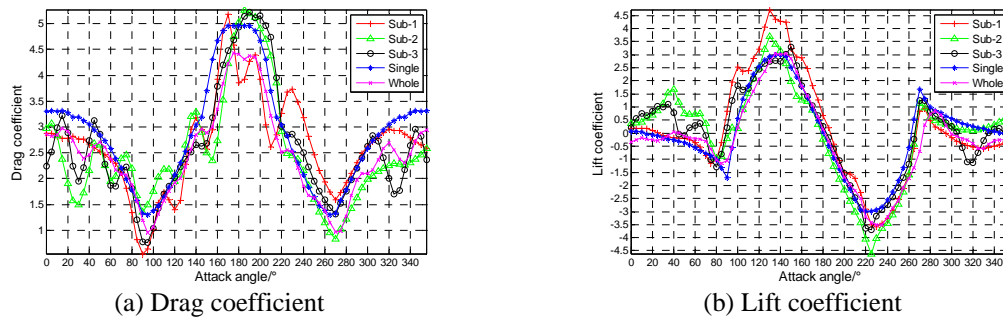 Drag coefficient
5
4.5
4
3.5
3
2.5
2
1.5
1
0 20 40 60 80 100 120 140 160 180 200 220 240 260 280 300 320 340
Attack angle/°
Sub-1
Sub-2
Sub-3
Single
Whole
(a) Drag coefficient
Lift coefficient
4.5
4
3.5
3
2.5
2
1.5
1
0.5
0
-0.5
-1
-1.5
-2
-2.5
-3
-3.5
-4
-4.5
0 20 40 60 80 100 120 140 160 180 200 220 240 260 280 300 320 340
Attack angle/°
Sub-1
Sub-2
Sub-3
Single
Whole
(b) Lift coefficient